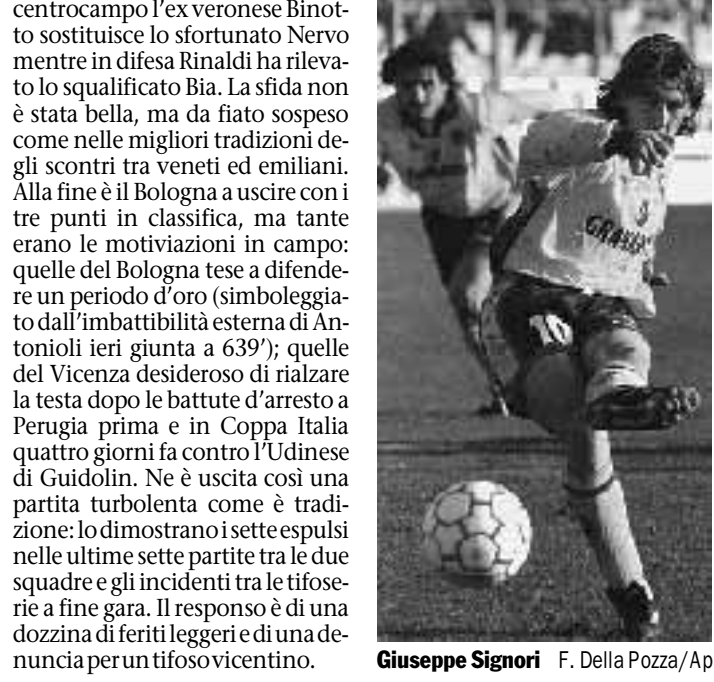 centrocampo l'ex veronese Binot-
to sostituisce lo sfortunato Nervo
mentre in difesa Rinaldi ha rileva-
to lo squalificato Bia. La sfida non
è stata bella, ma da fiato sospeso
come nelle migliori tradizioni de-
gli scontri tra veneti ed emiliani.
Alla fine è il Bologna a uscire con i
tre punti in classifica, ma tante
erano le motiviazioni in campo:
quelle del Bologna tese a difende-
re un periodo d'oro (simboleggia-
to dall'imbattibilità esterna di An-
tonioli ieri giunta a 639'); quelle
del Vicenza desideroso di rialzare
la testa dopo le battute d'arresto a
Perugia prima e in Coppa Italia
quattro giorni fa contro l'Udinese
di Guidolin. Ne è uscita così una
partita turbolenta come è tradi-
zione: lo dimostrano i sette espulsi
nelle ultime sette partite tra le due
squadre e gli incidenti tra le tifose-
rie a fine gara. Il responso è di una
dozzina di feriti leggeri e di una de-
nuncia per un tifoso vicentino.
10
Giuseppe Signori F. Della Pozza/Ap